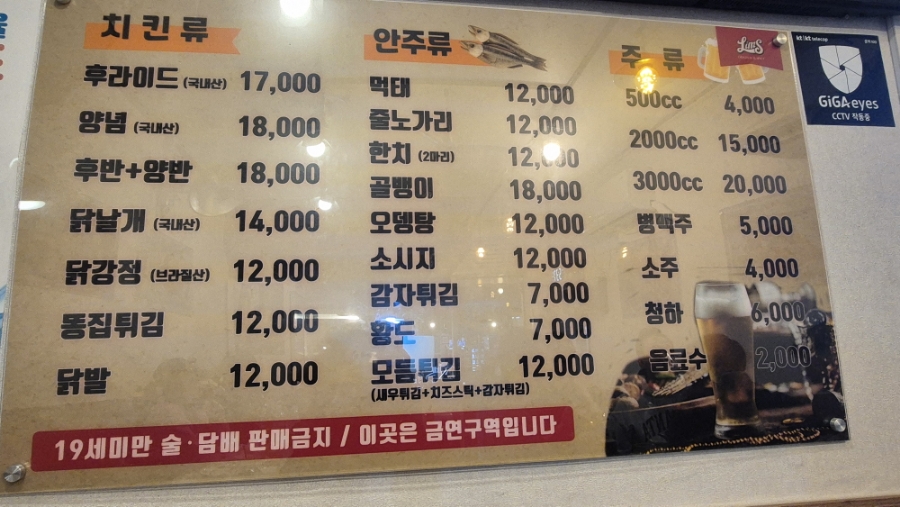 치킨류
후라이드 (국내산) 17,000
양념 (국내산) 18,000
후반+양반 18,000
닭날개 (국내산) 14,000
닭강정 (브라질산) 12,000
똥집튀김 12,000
닭발 12,000
안주류
먹태 12,000
줄노가리 12,000
한치 (2마리) 12,000
골뱅이 18,000
오뎅탕 12,000
소시지 12,000
감자튀김 7,000
황도 7,000
모듬튀김 12,000
(새우튀김+치즈스틱+감자튀김)
주류
500cc 4,000
2000cc 15,000
3000cc 20,000
병맥주 5,000
소주 4,000
청하 6,000
음료수 2,000
19세미만 술·담배 판매금지 / 이곳은 금연구역입니다
kt kt telecop
GiGAeyes
CCTV 작동중